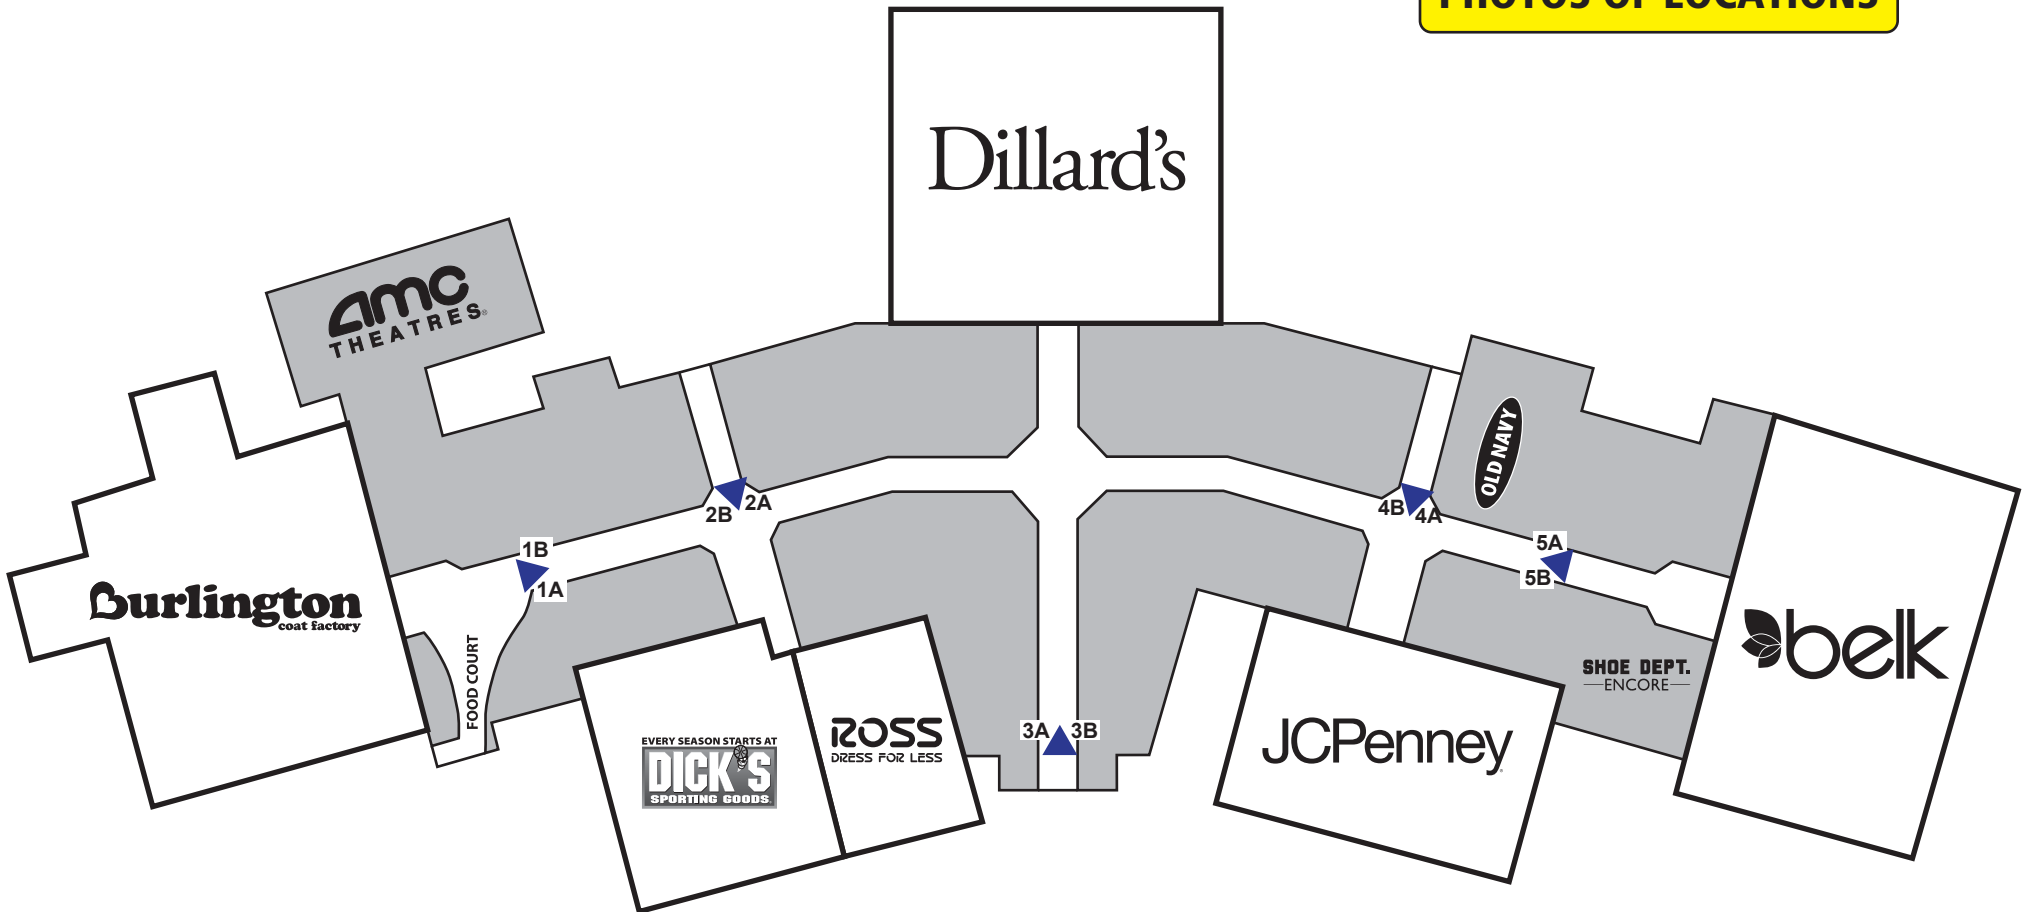 PHOTOS OF LOCATIONS
Dillard's
amc
THEATRES®
OLD NAVY
2B
2A
4B
4A
1B
1A
5A
5B
Burlington
coat factory
FOOD COURT
belk
SHOE DEPT.
ENCORE
EVERY SEASON STARTS AT
DICK'S
SPORTING GOODS
ROSS
DRESS FOR LESS
3A
3B
JCPenney